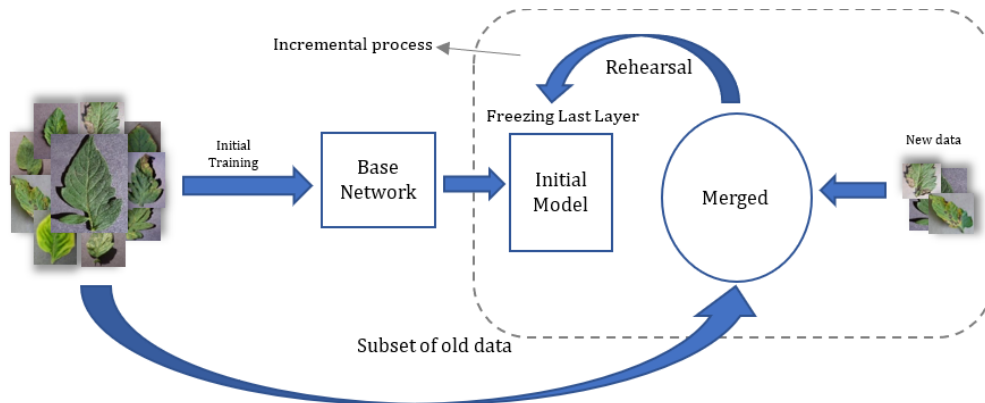 Incremental process
Rehearsal
Freezing Last Layer
Initial
Training
Base
Network
Initial
Model
Merged
New data
Subset of old data